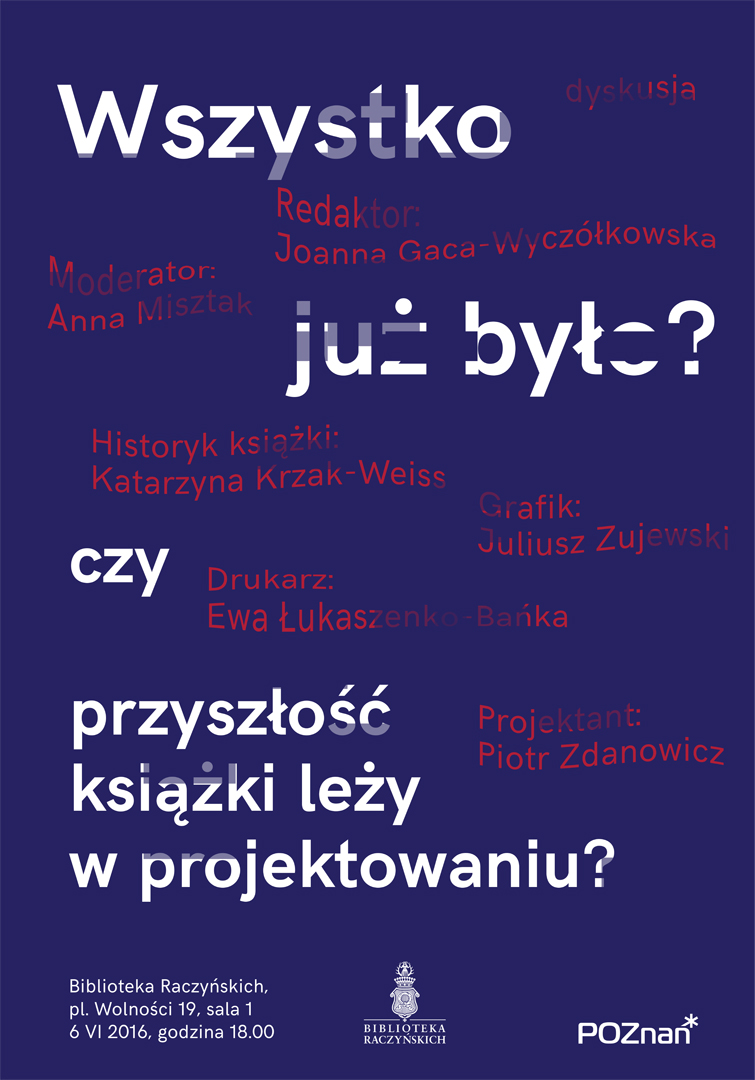 dyskusja
Wszystko
Redaktor:
Joanna Gaca-Wyczółkowska
Moderator:
Anna Misztak
już było?
Historyk książki:
Katarzyna Krzak-Weiss
Grafik:
Juliusz Zujewski
czy
Drukarz:
Ewa Łukaszenko-Bańka
przyszłość
książki leży
w projektowaniu?
Projektant:
Piotr Zdanowicz
Biblioteka Raczyńskich,
pl. Wolności 19, sala 1
6 VI 2016, godzina 18.00
BIBLIOTEKA
RACZYŃSKICH
POZnań*